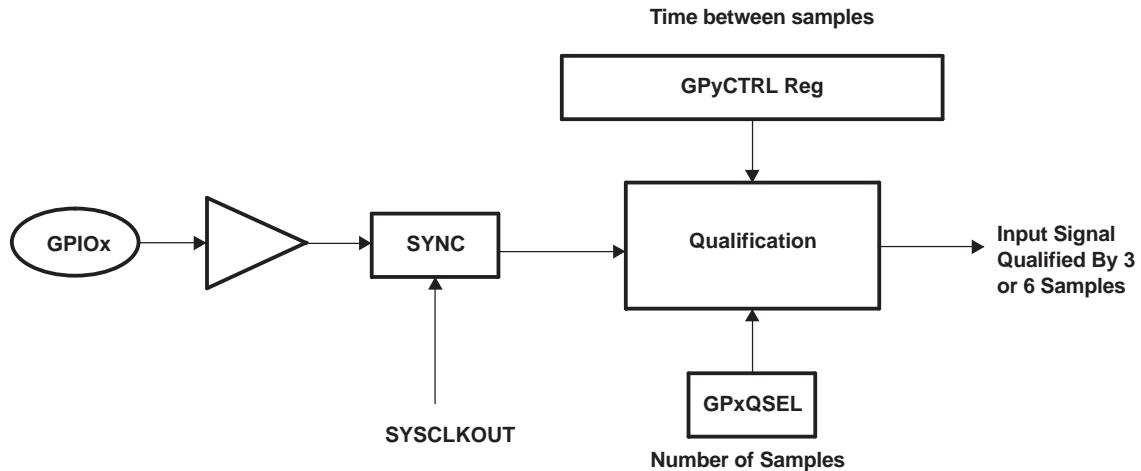 Time between samples
GPyCTRL Reg
GPIOx
SYNC
Qualification
Input Signal
Qualified By 3
or 6 Samples
GPxQSEL
SYSCLKOUT
Number of Samples